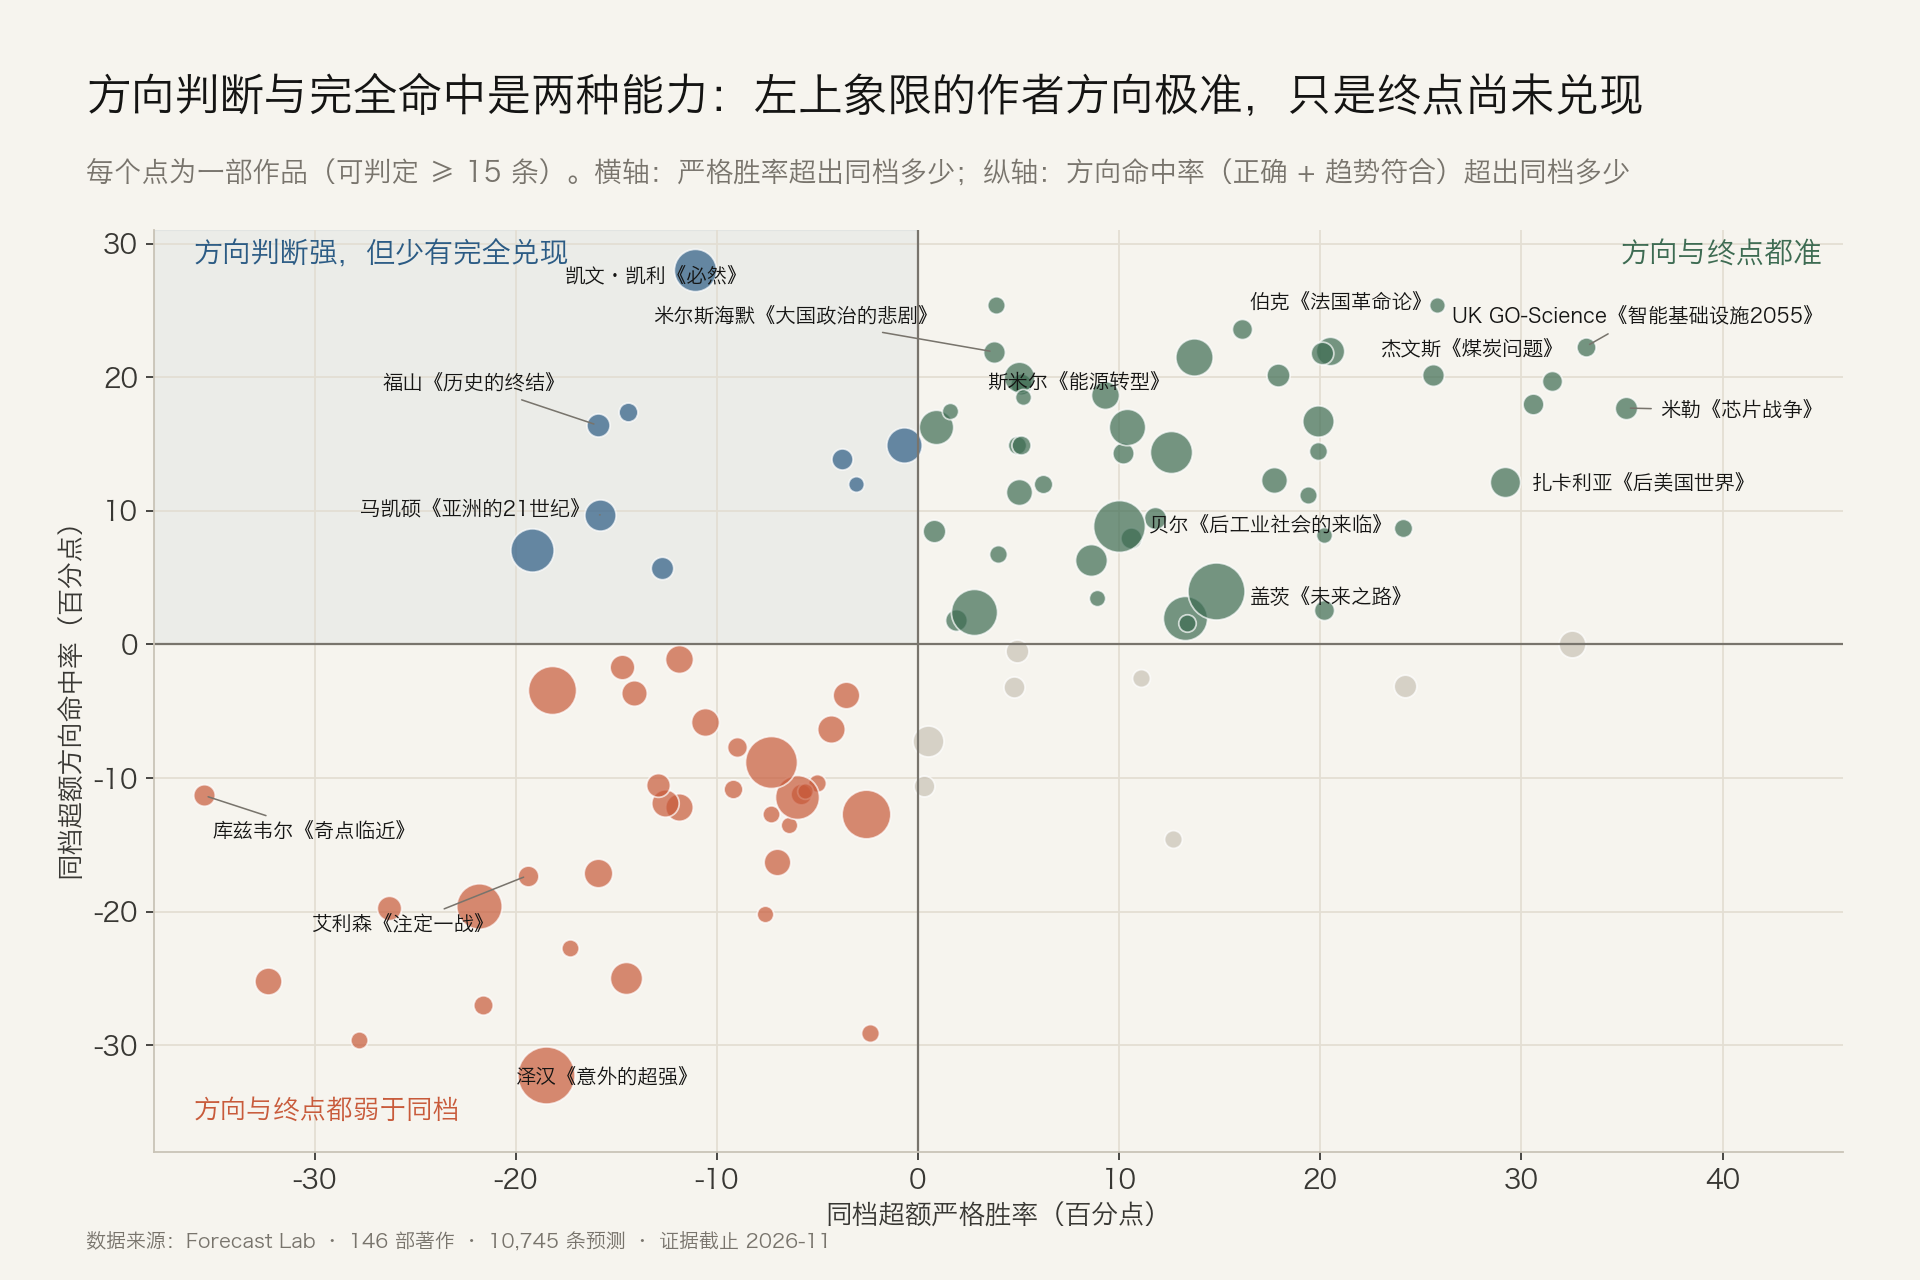 方向判断与完全命中是两种能力：左上象限的作者方向极准，只是终点尚未兑现
每个点为一部作品（可判定 ≥ 15 条）。横轴：严格胜率超出同档多少；纵轴：方向命中率（正确 + 趋势符合）超出同档多少
方向判断强，但少有完全兑现
方向与终点都准
凯文·凯利《必然》
伯克《法国革命论》
米尔斯海默《大国政治的悲剧》
UK GO-Science《智能基础设施2055》
杰文斯《煤炭问题》
福山《历史的终结》
斯米尔《能源转型》
米勒《芯片战争》
扎卡利亚《后美国世界》
马凯硕《亚洲的21世纪》
贝尔《后工业社会的来临》
盖茨《未来之路》
库兹韦尔《奇点临近》
艾利森《注定一战》
泽汉《意外的超强》
方向与终点都弱于同档
同档超额方向命中率（百分点）
30
20
10
0
-10
-20
-30
-30
-20
-10
0
10
20
30
40
同档超额严格胜率（百分点）
数据来源：Forecast Lab · 146 部著作 · 10,745 条预测 · 证据截止 2026-11